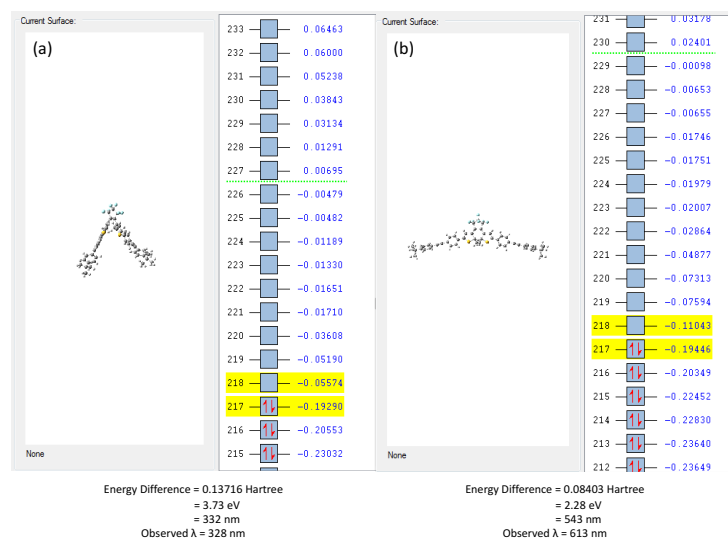 Current Surface:
(a)
233 0.06463
232 0.06000
231 0.05238
230 0.03843
229 0.03134
228 0.01291
227 0.00695
226 -0.00479
225 -0.00482
224 -0.01189
223 -0.01330
222 -0.01651
221 -0.01710
220 -0.03608
219 -0.05190
218 -0.05574
217 -0.19290
216 -0.20553
215 -0.23032
None
Energy Difference = 0.13716 Hartree
= 3.73 eV
= 332 nm
Observed λ = 328 nm
Current Surface:
(b)
231 0.03178
230 0.02401
229 -0.00098
228 -0.00653
227 -0.00655
226 -0.01746
225 -0.01751
224 -0.01979
223 -0.02007
222 -0.02864
221 -0.04877
220 -0.07313
219 -0.07594
218 -0.11043
217 -0.19446
216 -0.20349
215 -0.22452
214 -0.22830
213 -0.23640
212 -0.23649
None
Energy Difference = 0.08403 Hartree
= 2.28 eV
= 543 nm
Observed λ = 613 nm